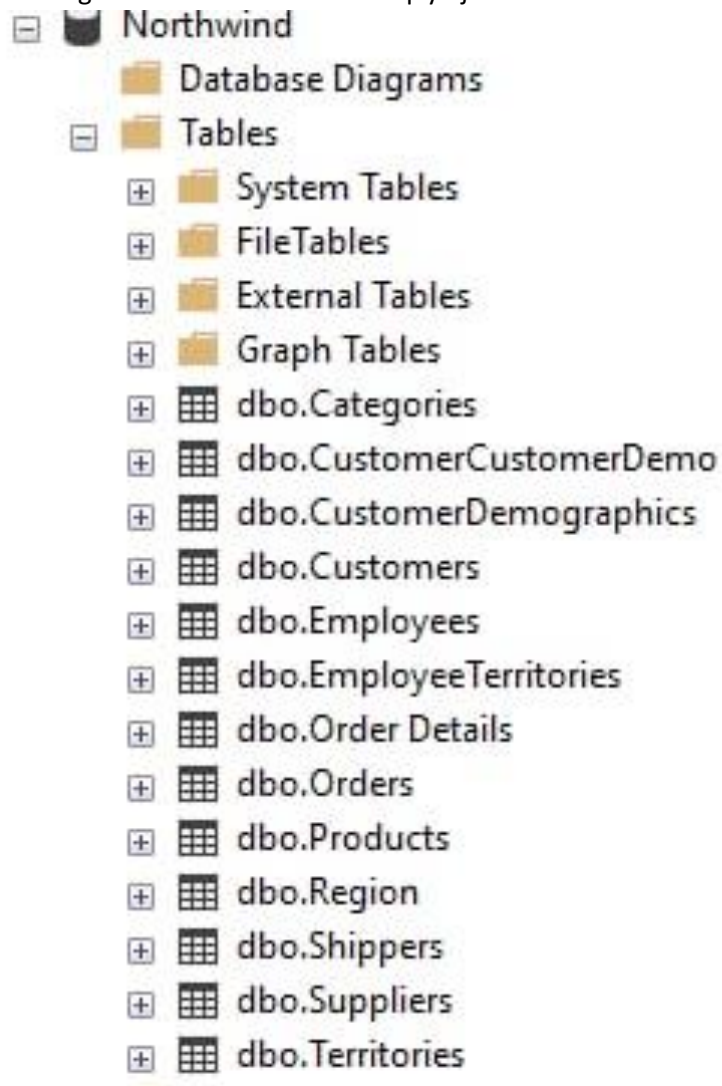 Northwind
Database Diagrams
Tables
System Tables
FileTables
External Tables
Graph Tables
dbo.Categories
dbo.CustomerCustomerDemo
dbo.CustomerDemographics
dbo.Customers
dbo.Employees
dbo.EmployeeTerritories
dbo.Order Details
dbo.Orders
dbo.Products
dbo.Region
dbo.Shippers
dbo.Suppliers
dbo.Territories